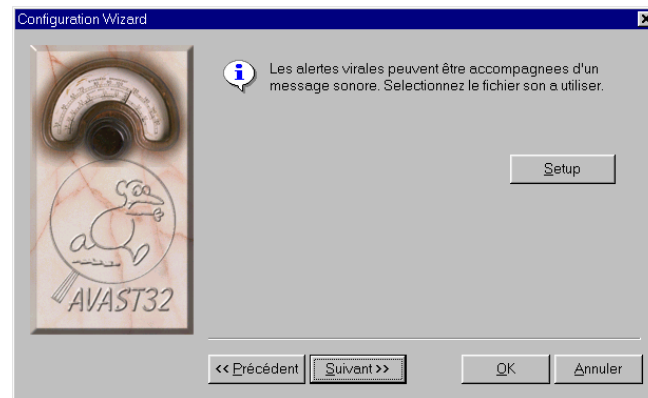 Configuration Wizard
Les alertes virales peuvent être accompagnees d'un
message sonore. Selectionnez le fichier son a utiliser.
Setup
AVAST32
<< Précédent
Suivant >>
OK
Annuler